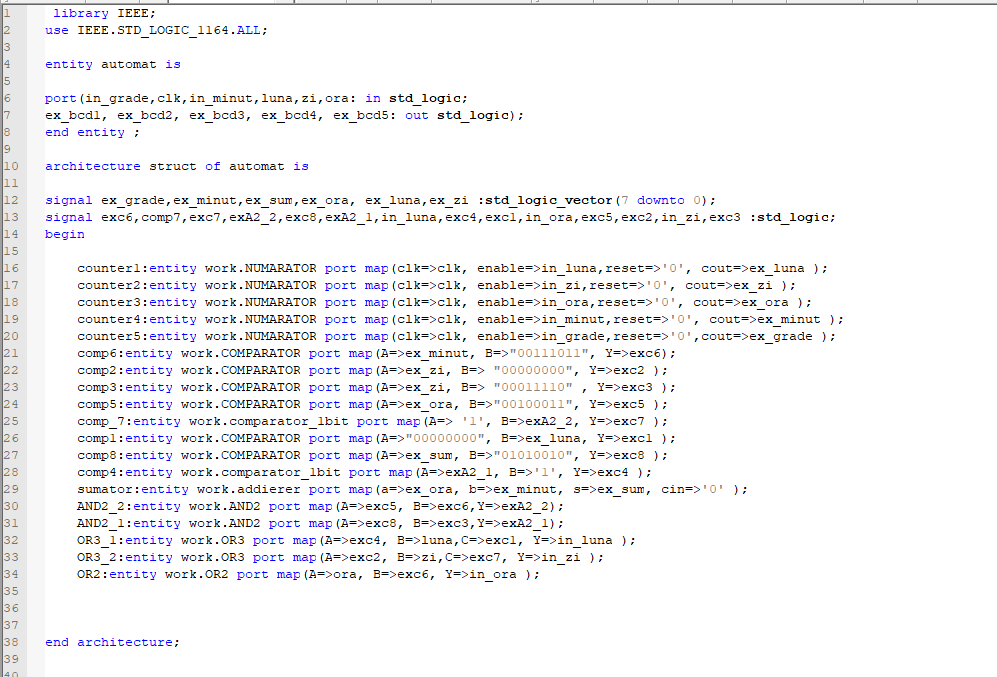 1 library IEEE;
2 use IEEE.STD_LOGIC_1164.ALL;
3
4 entity automat is
5
6 port(in_grade,clk,in_minut,luna,zi,ora: in std_logic;
7 ex_bcd1, ex_bcd2, ex_bcd3, ex_bcd4, ex_bcd5: out std_logic);
8 end entity ;
9
10 architecture struct of automat is
11
12 signal ex_grade,ex_minut,ex_sum,ex_ora, ex_luna,ex_zi :std_logic_vector(7 downto 0);
13 signal exc6,comp7,exc7,exA2_2,exc8,exA2_1,in_luna,exc4,exc1,in_ora,exc5,exc2,in_zi,exc3 :std_logic;
14 begin
15
16 counter1:entity work.NUMARATOR port map(clk=>clk, enable=>in_luna,reset=>'0', cout=>ex_luna );
17 counter2:entity work.NUMARATOR port map(clk=>clk, enable=>in_zi,reset=>'0', cout=>ex_zi );
18 counter3:entity work.NUMARATOR port map(clk=>clk, enable=>in_ora,reset=>'0', cout=>ex_ora );
19 counter4:entity work.NUMARATOR port map(clk=>clk, enable=>in_minut,reset=>'0', cout=>ex_minut );
20 counter5:entity work.NUMARATOR port map(clk=>clk, enable=>in_grade,reset=>'0',cout=>ex_grade );
21 comp6:entity work.COMPARATOR port map(A=>ex_minut, B=>"00111011", Y=>exc6);
22 comp2:entity work.COMPARATOR port map(A=>ex_zi, B=> "00000000", Y=>exc2 );
23 comp3:entity work.COMPARATOR port map(A=>ex_zi, B=> "00011110" , Y=>exc3 );
24 comp5:entity work.COMPARATOR port map(A=>ex_ora, B=>"00100011", Y=>exc5 );
25 comp_7:entity work.comparator_1bit port map(A=> '1', B=>exA2_2, Y=>exc7 );
26 comp1:entity work.COMPARATOR port map(A=>"00000000", B=>ex_luna, Y=>exc1 );
27 comp8:entity work.COMPARATOR port map(A=>ex_sum, B=>"01010010", Y=>exc8 );
28 comp4:entity work.comparator_1bit port map(A=>exA2_1, B=>'1', Y=>exc4 );
29 sumator:entity work.addierer port map(a=>ex_ora, b=>ex_minut, s=>ex_sum, cin=>'0' );
30 AND2_2:entity work.AND2 port map(A=>exc5, B=>exc6,Y=>exA2_2);
31 AND2_1:entity work.AND2 port map(A=>exc8, B=>exc3,Y=>exA2_1);
32 OR3_1:entity work.OR3 port map(A=>exc4, B=>luna,C=>exc1, Y=>in_luna );
33 OR3_2:entity work.OR3 port map(A=>exc2, B=>zi,C=>exc7, Y=>in_zi );
34 OR2:entity work.OR2 port map(A=>ora, B=>exc6, Y=>in_ora );
35
36
37
38 end architecture;
39
40